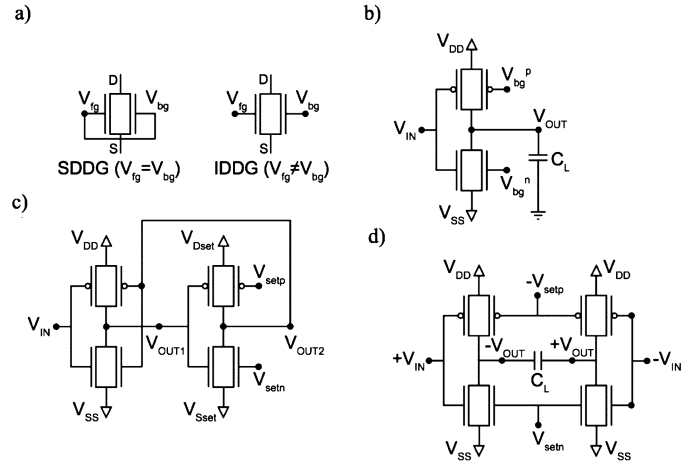 a)
D
V_fg
V_bg
S
SDDG (V_fg=V_bg)
D
V_fg
V_bg
S
IDDG (V_fg≠V_bg)
b)
V_DD
V_bg^p
V_IN
V_OUT
C_L
V_bg^n
V_SS
c)
V_DD
V_Dset
V_setp
V_IN
V_OUT1
V_OUT2
V_setn
V_SS
V_Sset
d)
V_DD
V_DD
-V_setp
+V_IN
-V_OUT
+V_OUT
-V_IN
C_L
V_SS
V_setn
V_SS